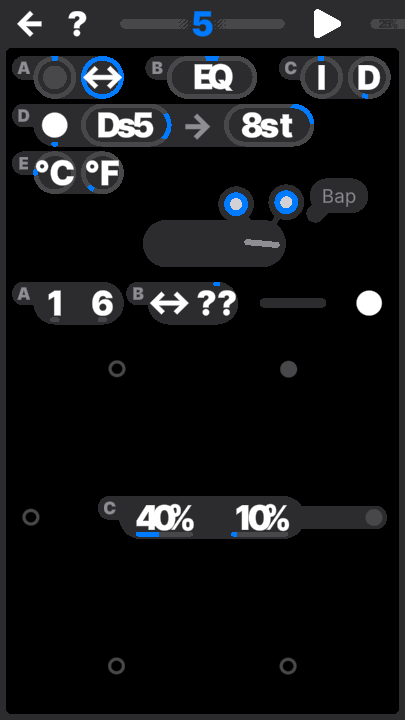 ? 5
A B EQ C I D
D Ds5 8st
E °C °F
Bap
A 1 6 B ??
C 40% 10%